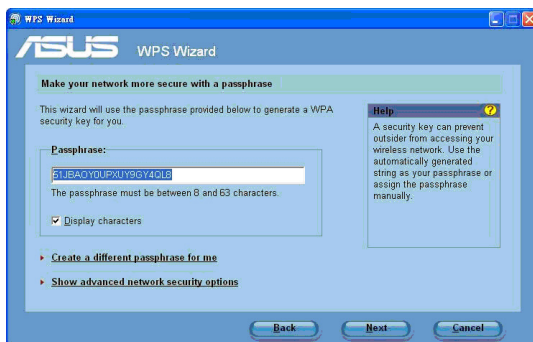 WPS Wizard
ASUS WPS Wizard
Make your network more secure with a passphrase
This wizard will use the passphrase provided below to generate a WPA
security key for you.
Passphrase:
51JBAOY0UPXUY9GY4QL8
The passphrase must be between 8 and 63 characters.
Display characters
Create a different passphrase for me
Show advanced network security options
Help
A security key can prevent
outsider from accessing your
wireless network. Use the
automatically generated
string as your passphrase or
assign the passphrase
manually.
Back Next Cancel